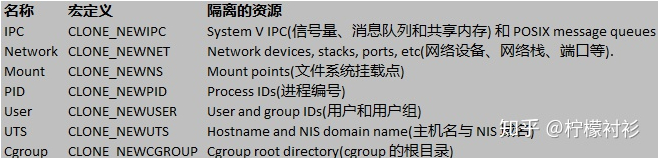 名称 宏定义 隔离的资源
IPC CLONE_NEWIPC System V IPC(信号量、消息队列和共享内存) 和 POSIX message queues
Network CLONE_NEWNET Network devices, stacks, ports, etc(网络设备、网络栈、端口等).
Mount CLONE_NEWNS Mount points(文件系统挂载点)
PID CLONE_NEWPID Process IDs(进程编号)
User CLONE_NEWUSER User and group IDs(用户和用户组)
UTS CLONE_NEWUTS Hostname and NIS domain name(主机名与 NIS 域名)
Cgroup CLONE_NEWCGROUP Cgroup root directory(cgroup 的根目录)
知乎 @柠檬衬衫